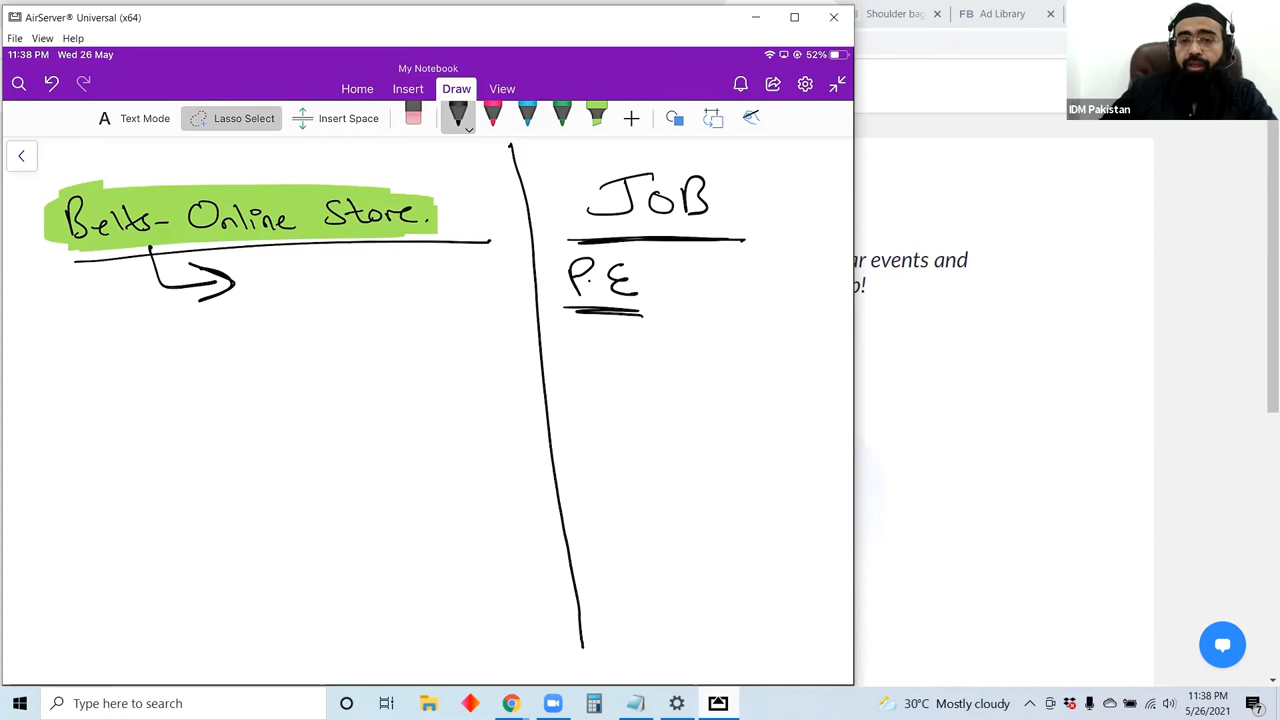 AirServer® Universal (x64)
File View Help
11:38 PM Wed 26 May
52%
My Notebook
Home Insert Draw View
A Text Mode Lasso Select Insert Space
Belts- Online Store.
JOB
P.E
Shoulder bag
FB Ad Library
IDM Pakistan
ar events and
p!
Type here to search
30°C Mostly cloudy
11:38 PM
5/26/2021
7